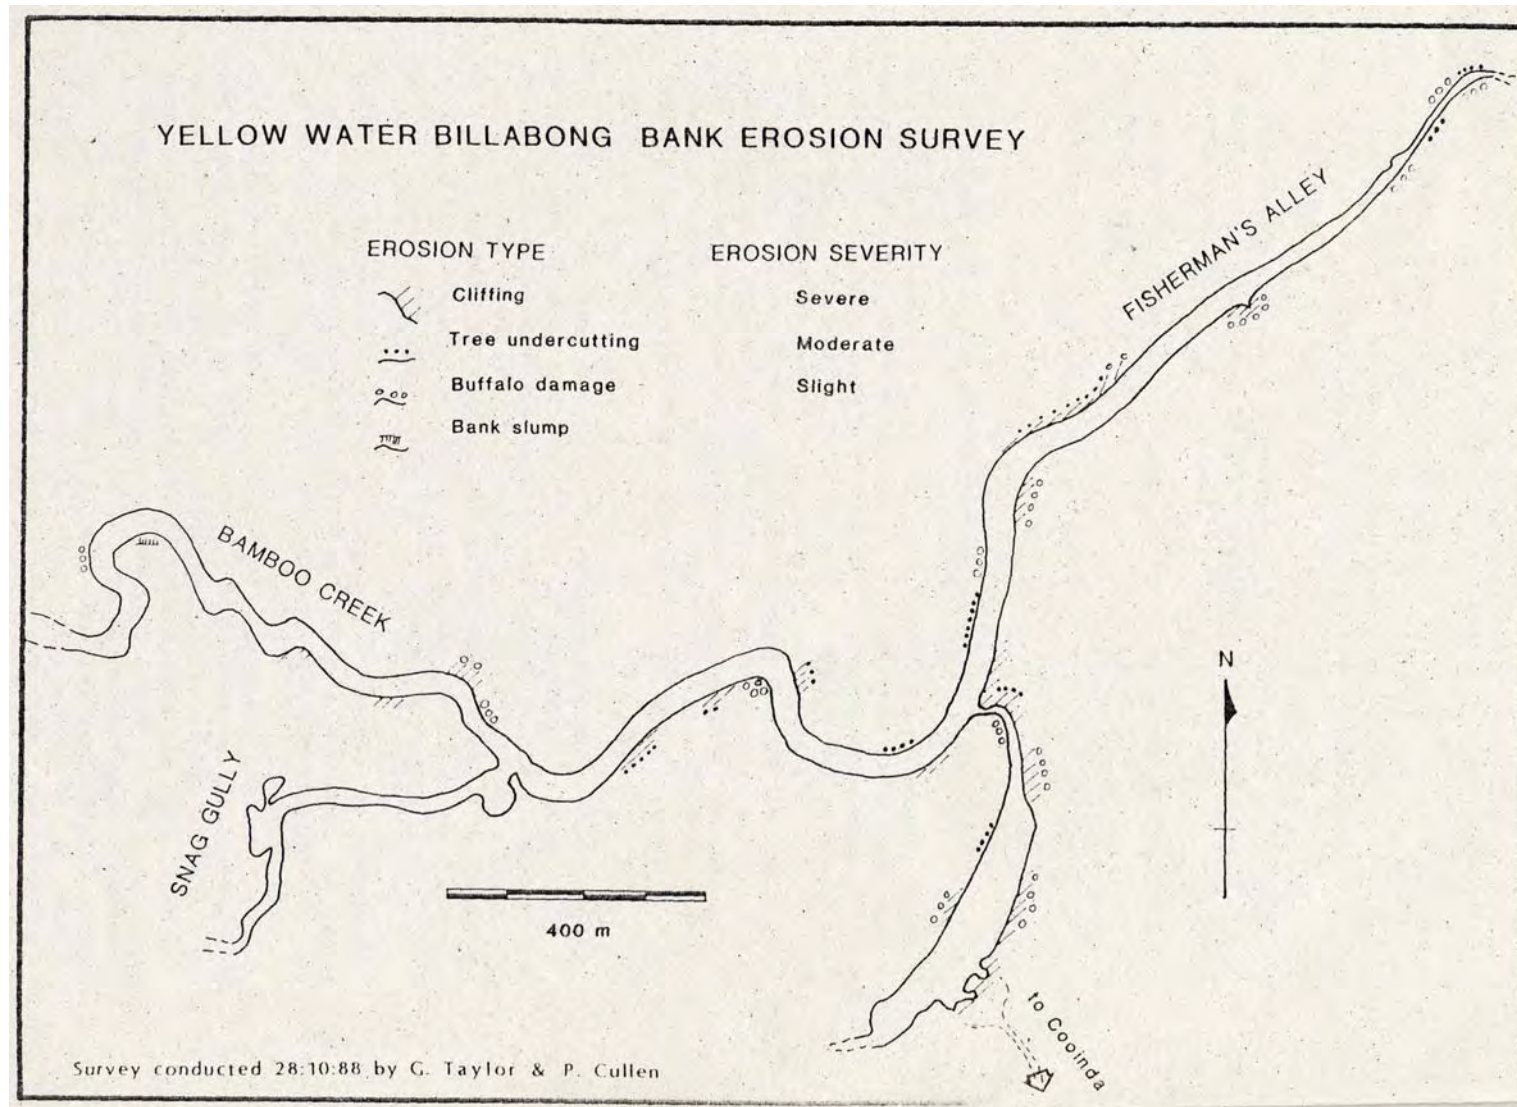 YELLOW WATER BILLABONG BANK EROSION SURVEY
EROSION TYPE
Cliffing
Tree undercutting
Buffalo damage
Bank slump
EROSION SEVERITY
Severe
Moderate
Slight
FISHERMAN'S ALLEY
BAMBOO CREEK
SNAG GULLY
N
400 m
to Cooinda
Survey conducted 28:10:88 by G. Taylor & P. Cullen